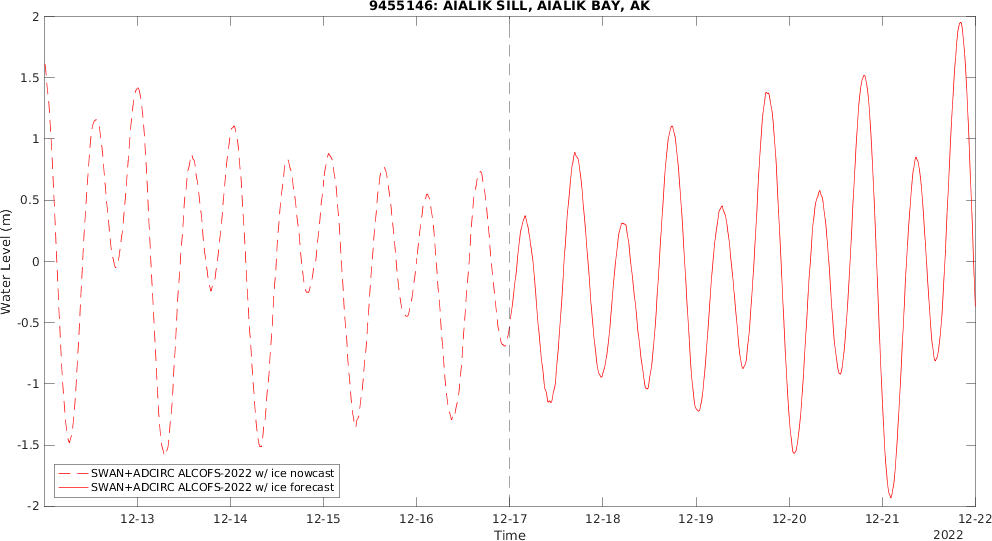 9455146: AIALIK SILL, AIALIK BAY, AK
2
1.5
1
0.5
0
-0.5
-1
-1.5
-2
Water Level (m)
SWAN+ADCIRC ALCOFS-2022 w/ ice nowcast
SWAN+ADCIRC ALCOFS-2022 w/ ice forecast
12-13 12-14 12-15 12-16 12-17 12-18 12-19 12-20 12-21 12-22
Time
2022